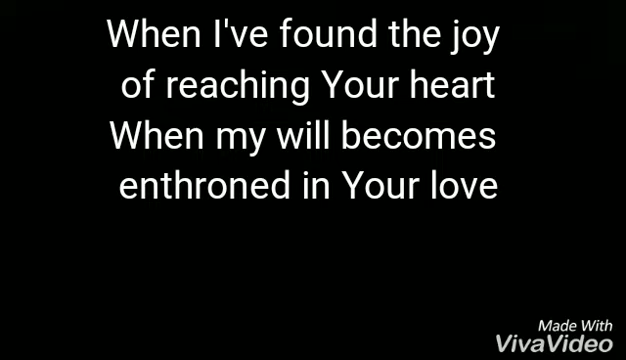 When I've found the joy
of reaching Your heart
When my will becomes
enthroned in Your love
Made With
VivaVideo